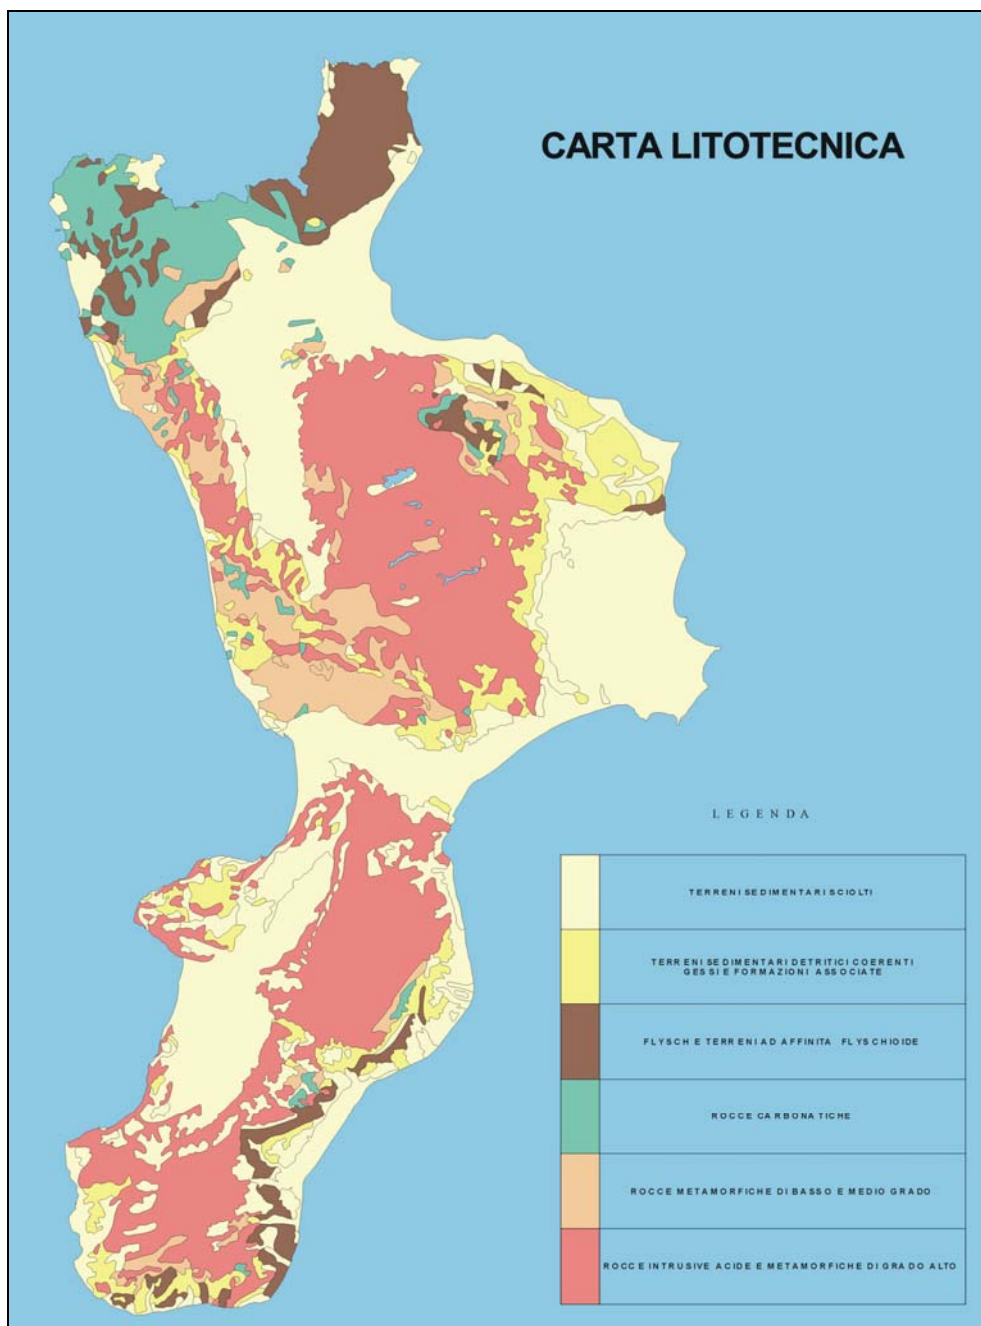 CARTA LITOTECNICA
LEGENDA
TERRENI SEDIMENTARI SCIOLTI
TERRENI SEDIMENTARI DETRITICI COERENTI
GESSI E FORMAZIONI ASSOCIATE
FLYSCH E TERRENI AD AFFINITA FLYSCHIOIDE
ROCCE CARBONATICHE
ROCCE METAMORFICHE DI BASSO E MEDIO GRADO
ROCCE INTRUSIVE ACIDE E METAMORFICHE DI GRADO ALTO